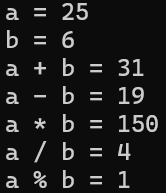 a = 25
b = 6
a + b = 31
a - b = 19
a * b = 150
a / b = 4
a % b = 1